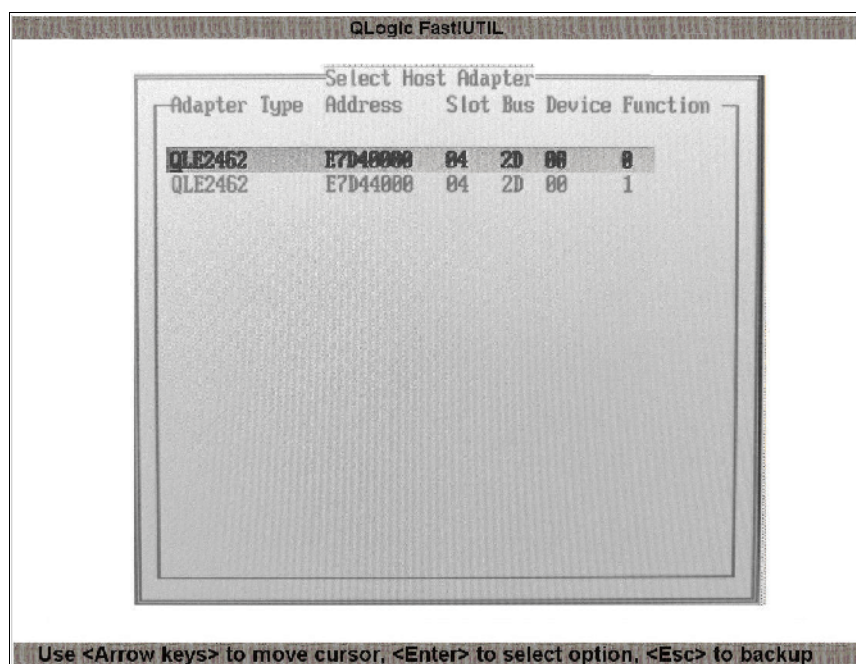 QLogic Fast!UTIL
Select Host Adapter
Adapter Type Address Slot Bus Device Function
QLE2462 E7D40000 04 2D 00 0
QLE2462 E7D44000 04 2D 00 1
Use <Arrow keys> to move cursor, <Enter> to select option, <Esc> to backup